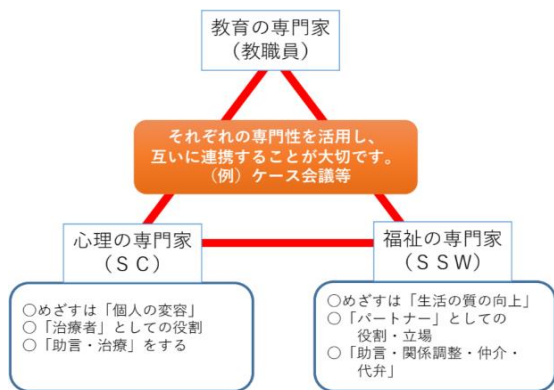 教育の専門家
（教職員）
それぞれの専門性を活用し、
互いに連携することが大切です。
（例）ケース会議等
心理の専門家
（ＳＣ）
福祉の専門家
（ＳＳＷ）
○めざすは「個人の変容」
○「治療者」としての役割
○「助言・治療」をする
○めざすは「生活の質の向上」
○「パートナー」としての
役割・立場
○「助言・関係調整・仲介・
代弁」